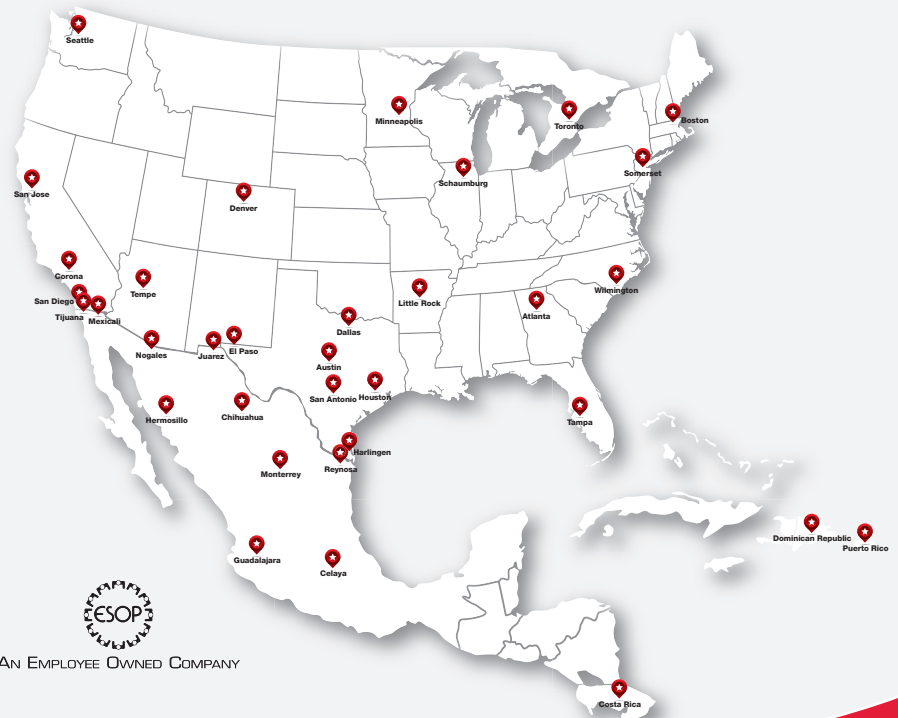 Seattle
Minneapolis
Toronto
Boston
Somerset
Schaumburg
San Jose
Denver
Corona
Tempe
San Diego
Tijuana
Mexicali
Little Rock
Wilmington
Atlanta
Dallas
Nogales
Juarez
El Paso
Austin
San Antonio
Houston
Hermosillo
Chihuahua
Tampa
Harlingen
Reynosa
Monterrey
Dominican Republic
Puerto Rico
Guadalajara
Celaya
ESOP
AN EMPLOYEE OWNED COMPANY
Costa Rica